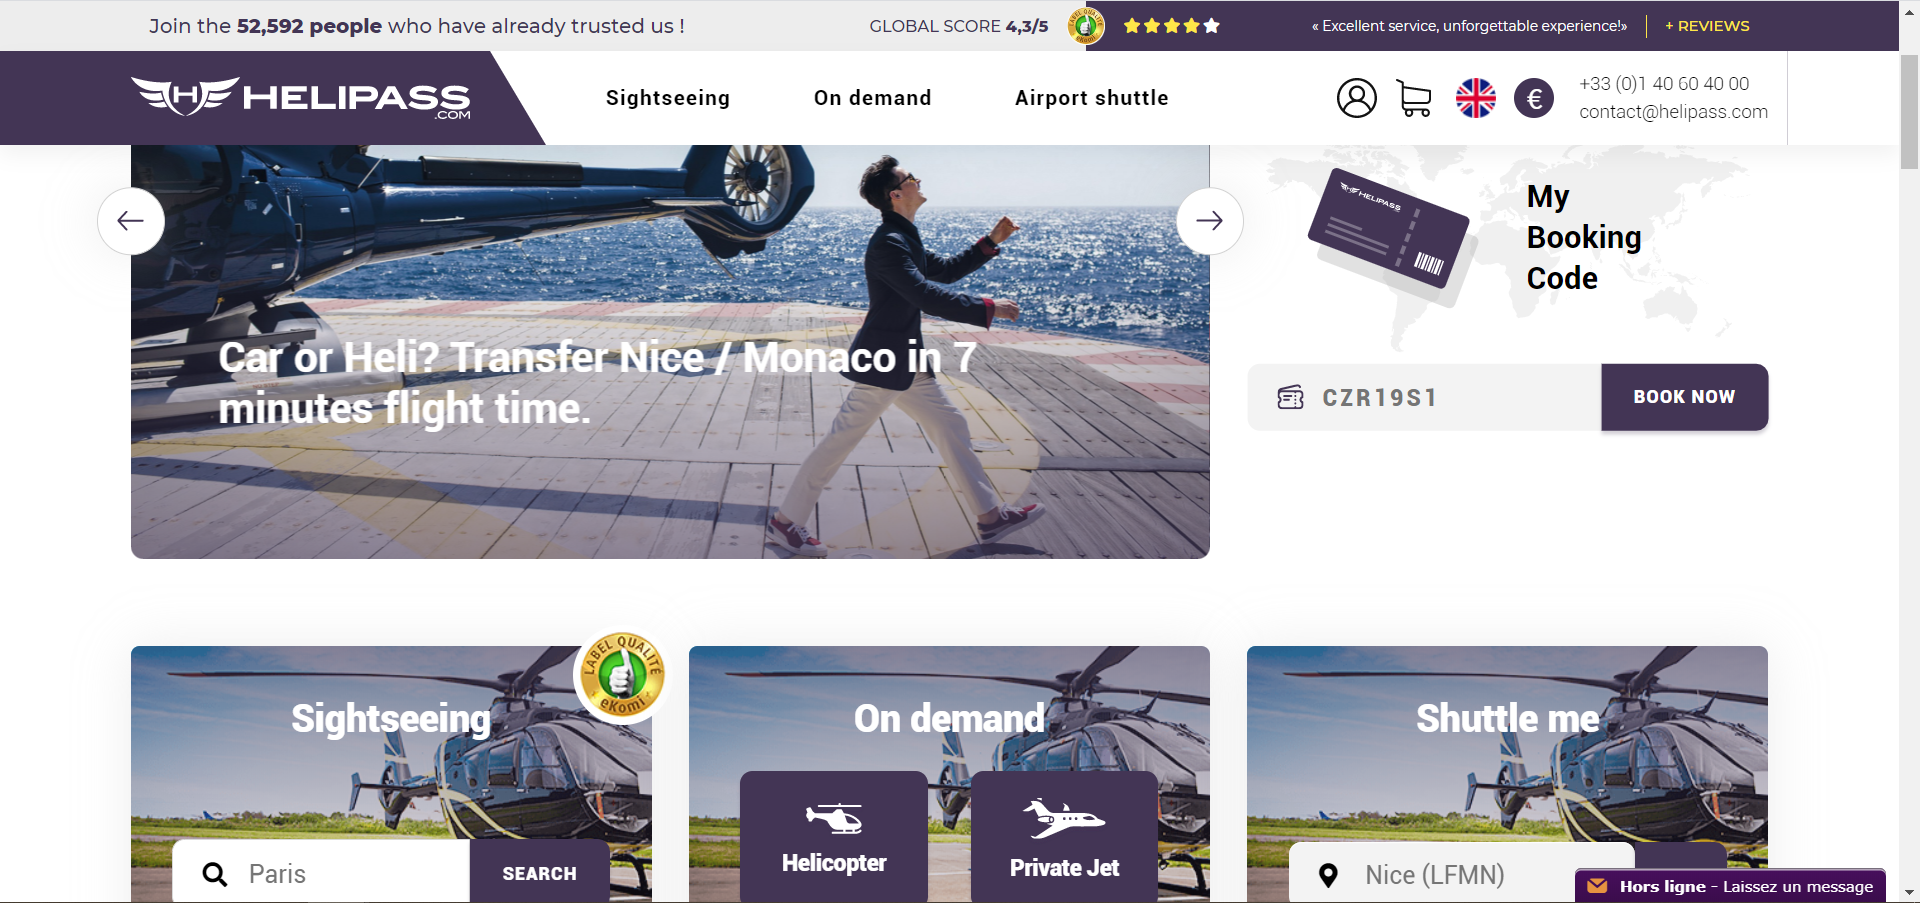 Join the 52,592 people who have already trusted us !
GLOBAL SCORE 4,3/5
LABEL QUALITÉ
eKomi
« Excellent service, unforgettable experience!»
+ REVIEWS
HELIPASS
.COM
Sightseeing
On demand
Airport shuttle
€
+33 (0)1 40 60 40 00
contact@helipass.com
Car or Heli? Transfer Nice / Monaco in 7
minutes flight time.
HELIPASS
My
Booking
Code
CZR19S1
BOOK NOW
Sightseeing
LABEL QUALITÉ
eKomi
Paris
SEARCH
On demand
Helicopter
Private Jet
Shuttle me
Nice (LFMN)
Hors ligne - Laissez un message